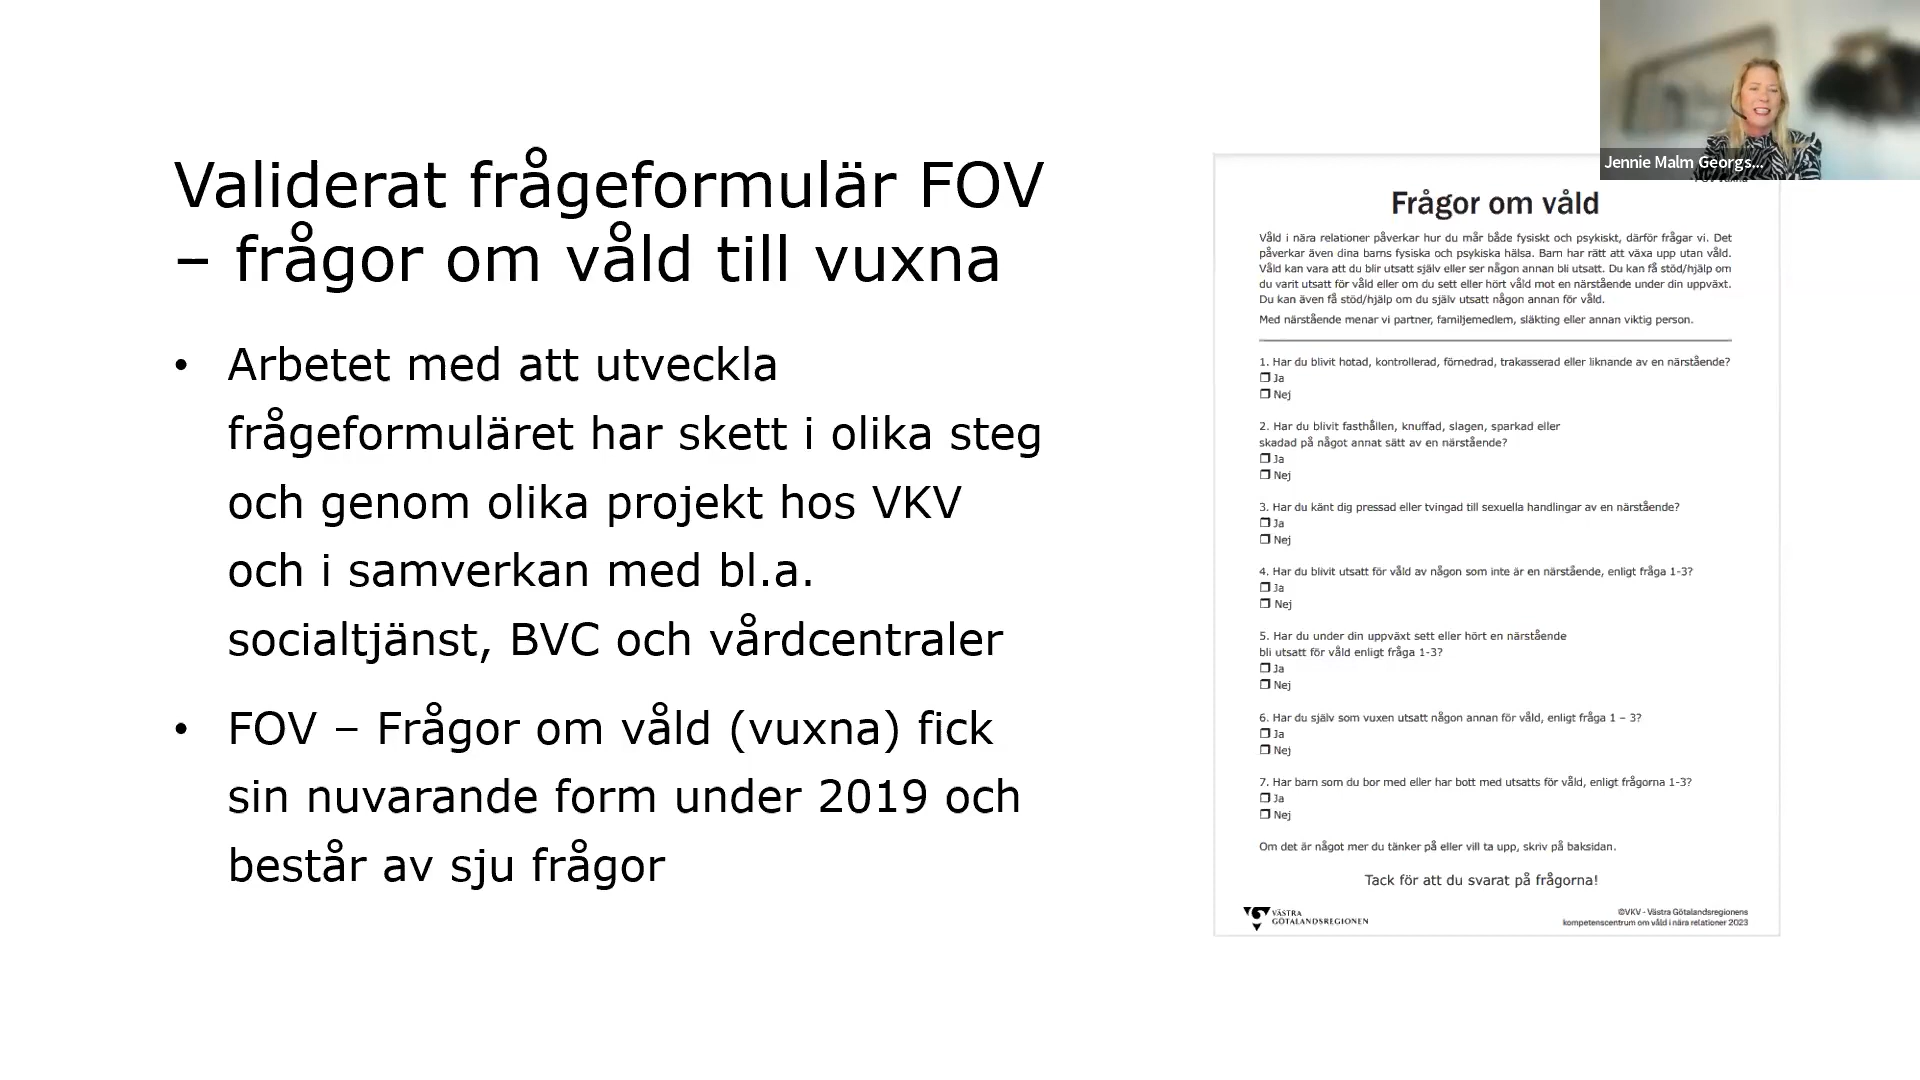 Validerat frågeformulär FOV
– frågor om våld till vuxna
• Arbetet med att utveckla
frågeformuläret har skett i olika steg
och genom olika projekt hos VKV
och i samverkan med bl.a.
socialtjänst, BVC och vårdcentraler
• FOV – Frågor om våld (vuxna) fick
sin nuvarande form under 2019 och
består av sju frågor
Jennie Malm Georgs...
Frågor om våld
Våld i nära relationer påverkar hur du mår både fysiskt och psykiskt, därför frågar vi. Det
påverkar även dina barns fysiska och psykiska hälsa. Barn har rätt att växa upp utan våld.
Våld kan vara att du blir utsatt själv eller ser någon annan bli utsatt. Du kan få stöd/hjälp om
du varit utsatt för våld eller om du sett eller hört våld mot en närstående under din uppväxt.
Du kan även få stöd/hjälp om du själv utsatt någon annan för våld.
Med närstående menar vi partner, familjemedlem, släkting eller annan viktig person.
1. Har du blivit hotad, kontrollerad, förnedrad, trakasserad eller liknande av en närstående?
❐ Ja
❐ Nej
2. Har du blivit fasthållen, knuffad, slagen, sparkad eller
skadad på något annat sätt av en närstående?
❐ Ja
❐ Nej
3. Har du känt dig pressad eller tvingad till sexuella handlingar av en närstående?
❐ Ja
❐ Nej
4. Har du blivit utsatt för våld av någon som inte är en närstående, enligt fråga 1-3?
❐ Ja
❐ Nej
5. Har du under din uppväxt sett eller hört en närstående
bli utsatt för våld enligt fråga 1-3?
❐ Ja
❐ Nej
6. Har du själv som vuxen utsatt någon annan för våld, enligt fråga 1 – 3?
❐ Ja
❐ Nej
7. Har barn som du bor med eller har bott med utsatts för våld, enligt frågorna 1-3?
❐ Ja
❐ Nej
Om det är något mer du tänker på eller vill ta upp, skriv på baksidan.
Tack för att du svarat på frågorna!
VÄSTRA
GÖTALANDSREGIONEN
©VKV - Västra Götalandsregionens
kompetenscentrum om våld i nära relationer 2023